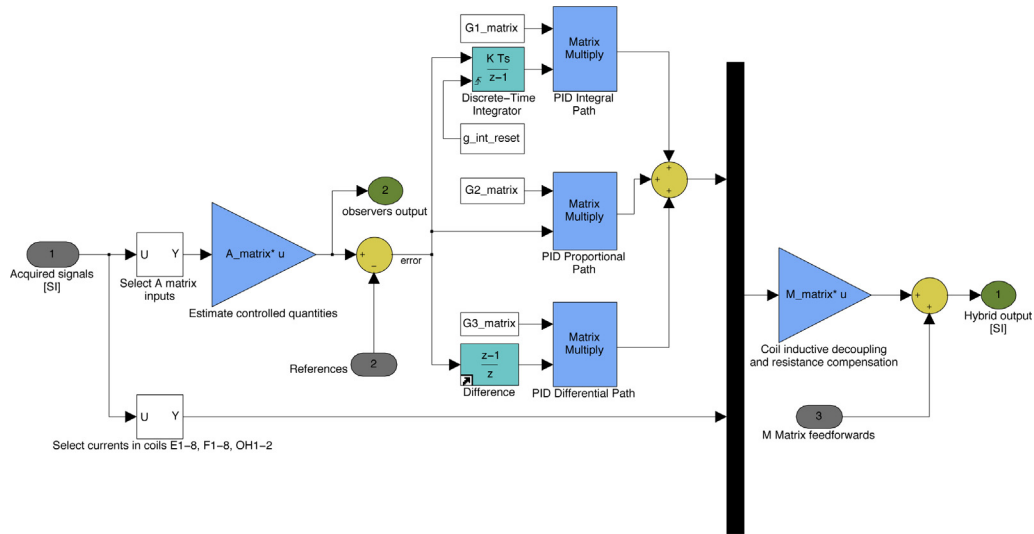 G1_matrix
Matrix
Multiply
K Ts
z−1
Discrete−Time
Integrator
PID Integral
Path
g_int_reset
2
observers output
G2_matrix
Matrix
Multiply
+
+
+
1
Acquired signals
[SI]
U Y
Select A matrix
inputs
A_matrix* u
Estimate controlled quantities
+
−
error
PID Proportional
Path
M_matrix* u
Coil inductive decoupling
and resistance compensation
+
+
1
Hybrid output
[SI]
G3_matrix
Matrix
Multiply
References
2
z−1
z
Difference
PID Differential Path
U Y
Select currents in coils E1−8, F1−8, OH1−2
3
M Matrix feedforwards